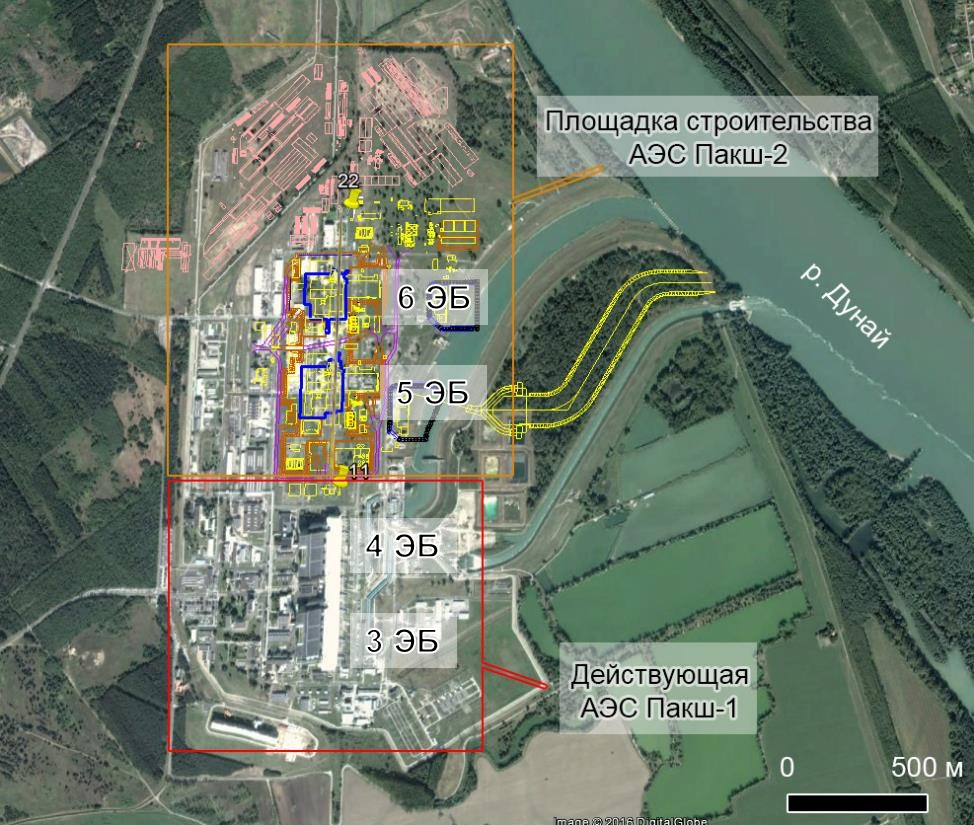 Площадка строительства
АЭС Пакш-2
22
р. Дунай
6 ЭБ
5 ЭБ
11
4 ЭБ
3 ЭБ
Действующая
АЭС Пакш-1
0 500 м
Image © 2016 DigitalGlobe